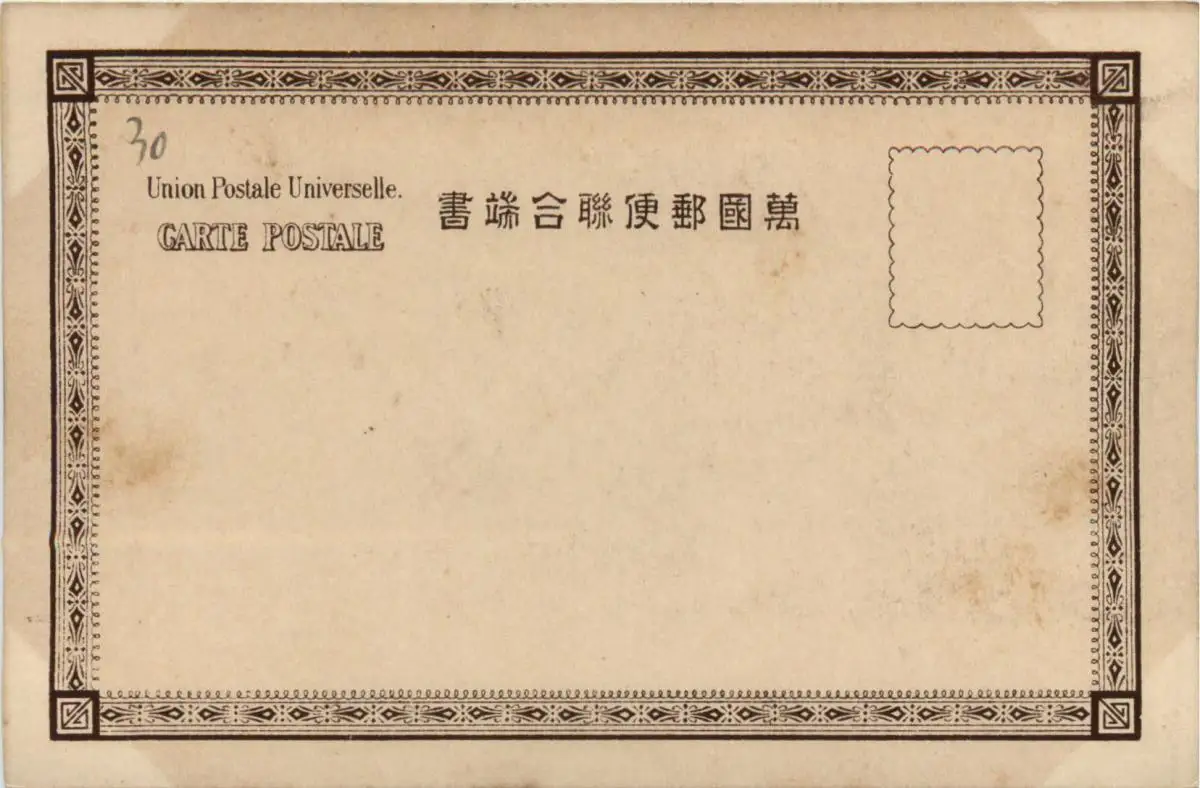 30
Union Postale Universelle.
CARTE POSTALE
萬國郵便聯合端書